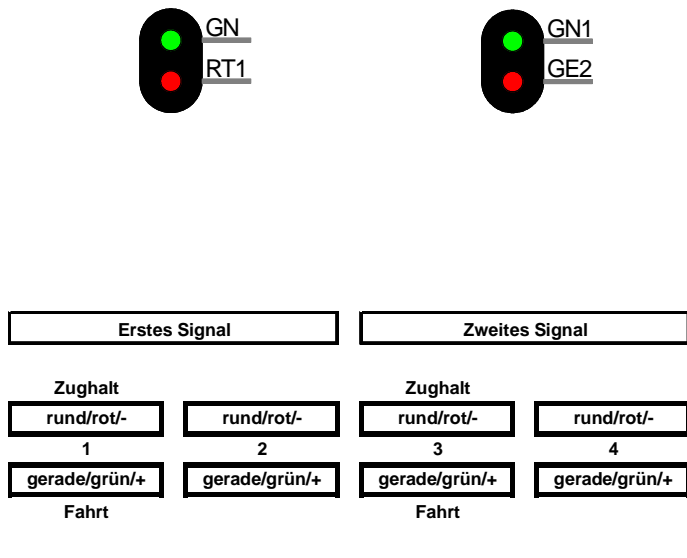 GN GN1
RT1 GE2
Erstes Signal Zweites Signal
Zughalt Zughalt
rund/rot/- rund/rot/- rund/rot/- rund/rot/-
1 2 3 4
gerade/grün/+ gerade/grün/+ gerade/grün/+ gerade/grün/+
Fahrt Fahrt